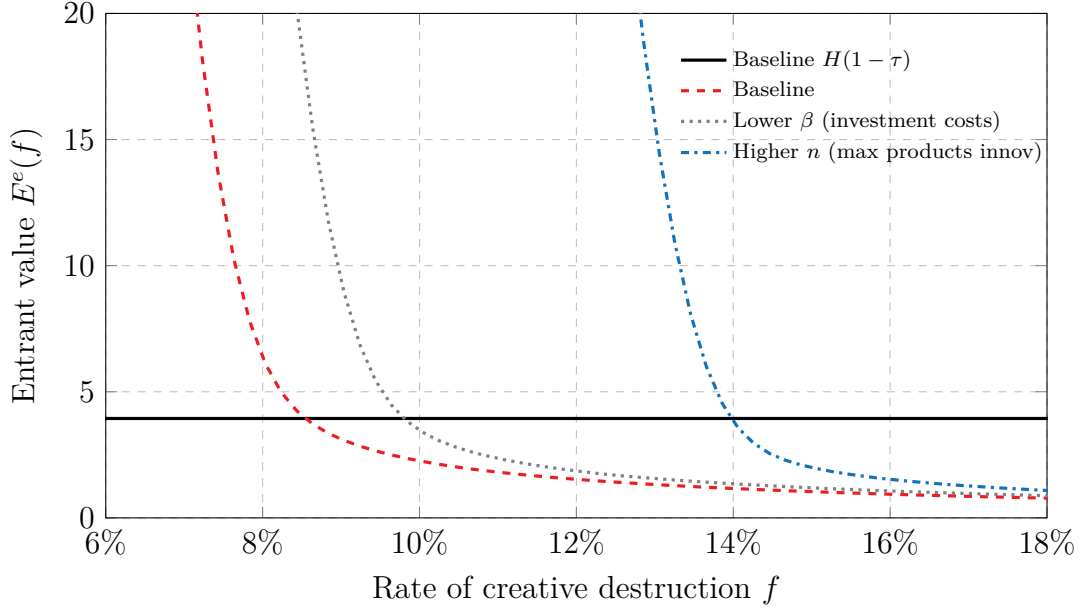 20
15
10
5
0
6%
8%
10%
12%
14%
16%
18%
Entrant value E^e(f)
Rate of creative destruction f
Baseline H(1 − τ)
Baseline
Lower β (investment costs)
Higher n (max products innov)